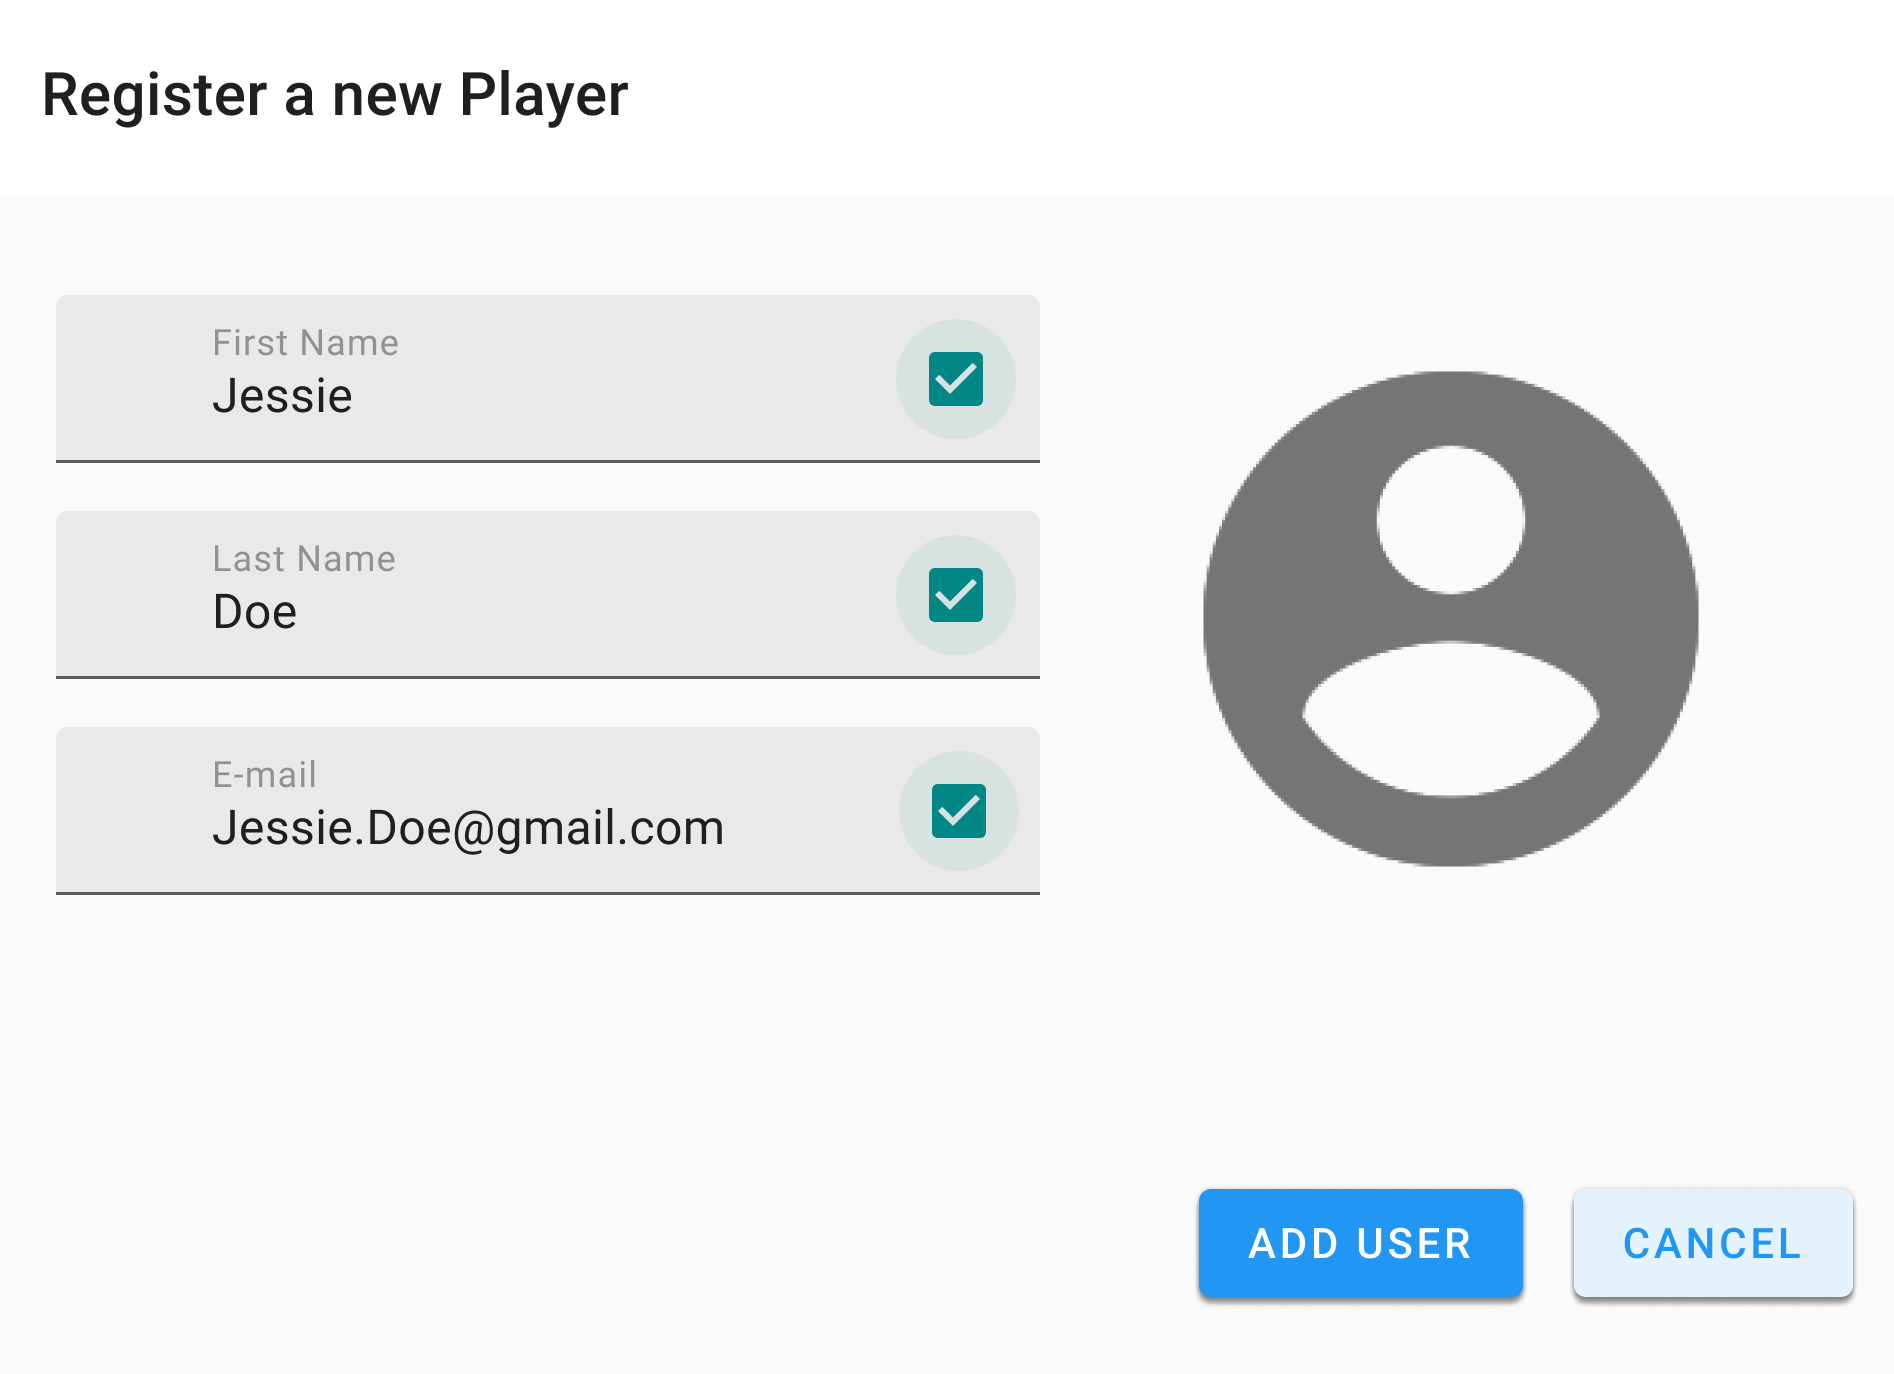 Register a new Player
First Name
Jessie
Last Name
Doe
E-mail
Jessie.Doe@gmail.com
ADD USER
CANCEL